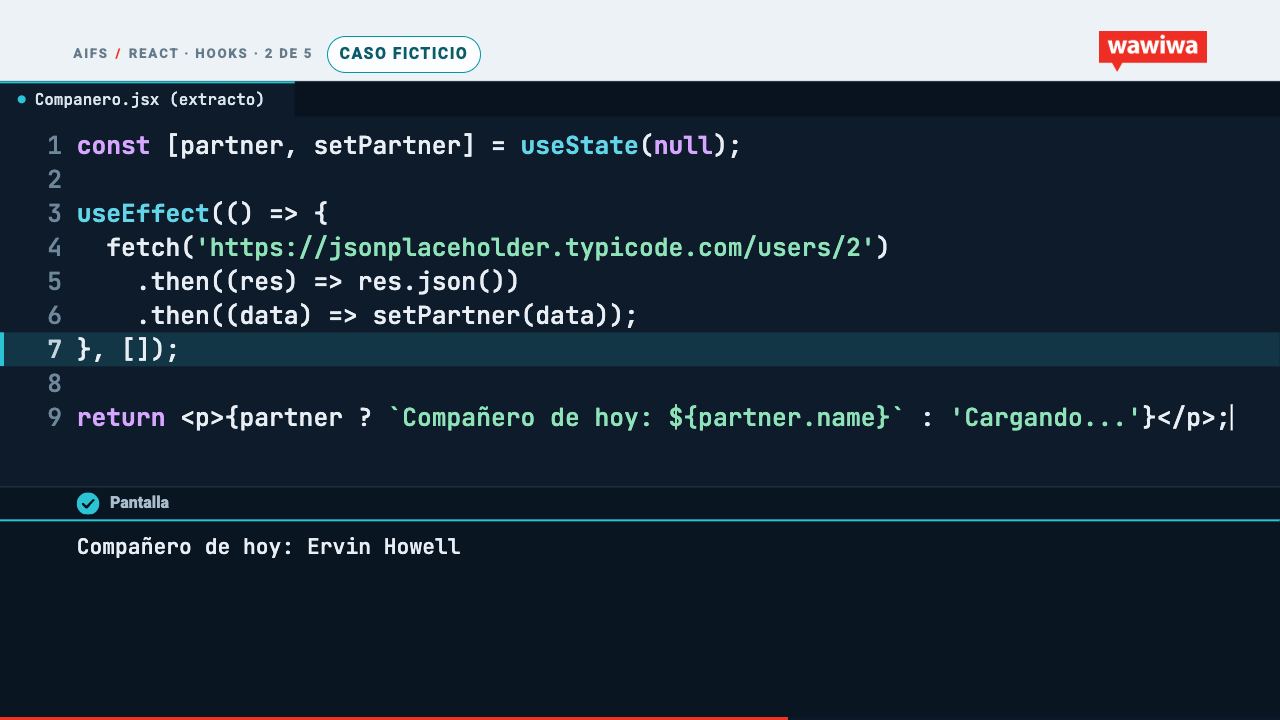 AIFS / REACT · HOOKS · 2 DE 5 CASO FICTICIO
wawiwa
Companero.jsx (extracto)
1 const [partner, setPartner] = useState(null);
2
3 useEffect(() => {
4   fetch('https://jsonplaceholder.typicode.com/users/2')
5     .then((res) => res.json())
6     .then((data) => setPartner(data));
7 }, []);
8
9 return <p>{partner ? `Compañero de hoy: ${partner.name}` : 'Cargando...'}</p>;
Pantalla
Compañero de hoy: Ervin Howell